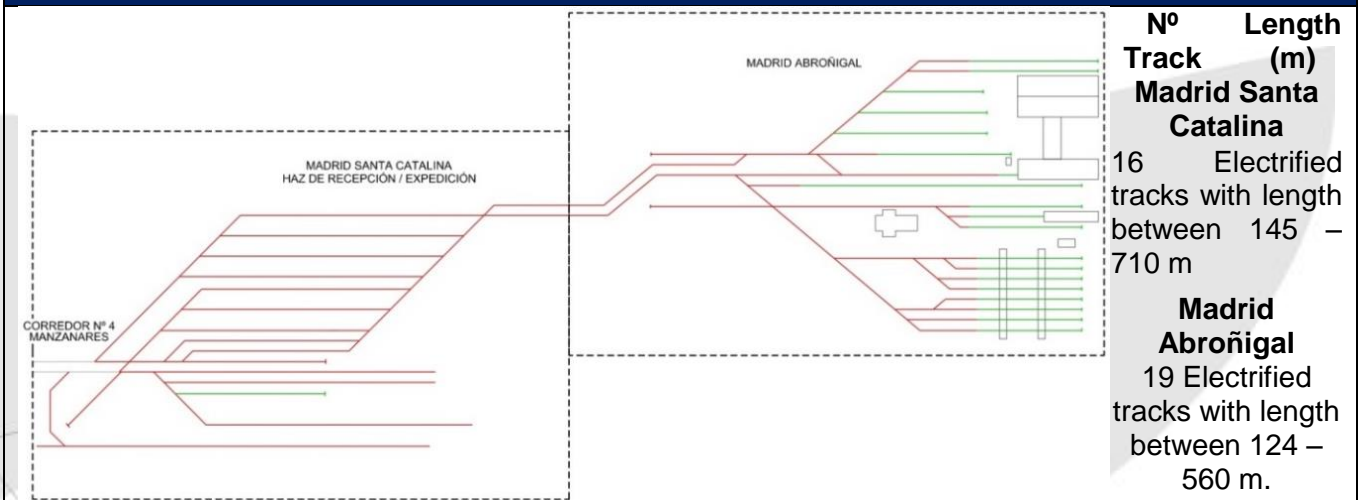 MADRID ABROÑIGAL
MADRID SANTA CATALINA
HAZ DE RECEPCIÓN / EXPEDICIÓN
CORREDOR Nº 4
MANZANARES
Nº Length
Track (m)
Madrid Santa
Catalina
16 Electrified
tracks with length
between 145 –
710 m
Madrid
Abroñigal
19 Electrified
tracks with length
between 124 –
560 m.